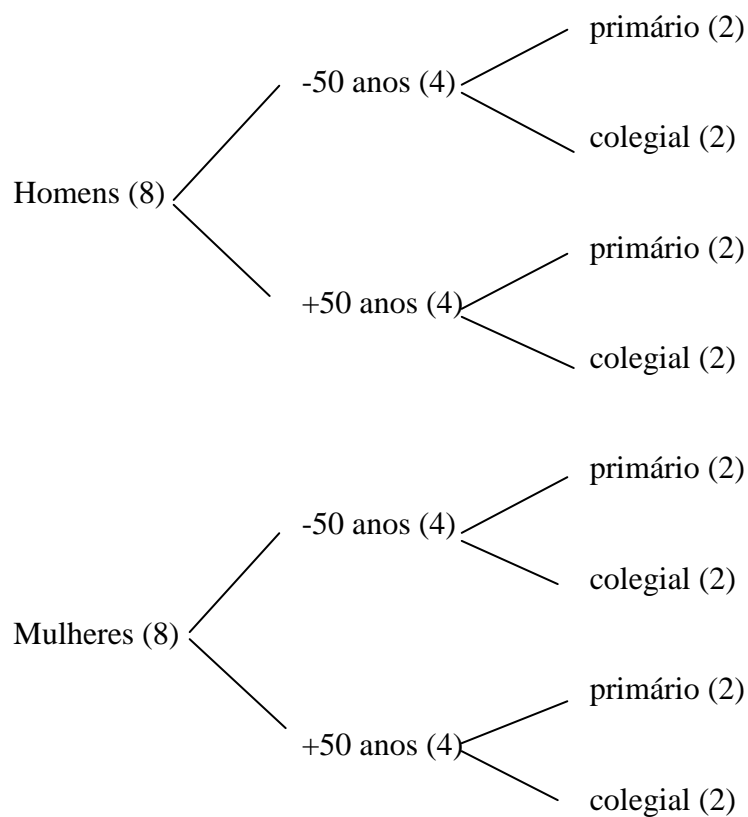 primário (2)
-50 anos (4)
colegial (2)
Homens (8)
primário (2)
+50 anos (4)
colegial (2)
primário (2)
-50 anos (4)
colegial (2)
Mulheres (8)
primário (2)
+50 anos (4)
colegial (2)